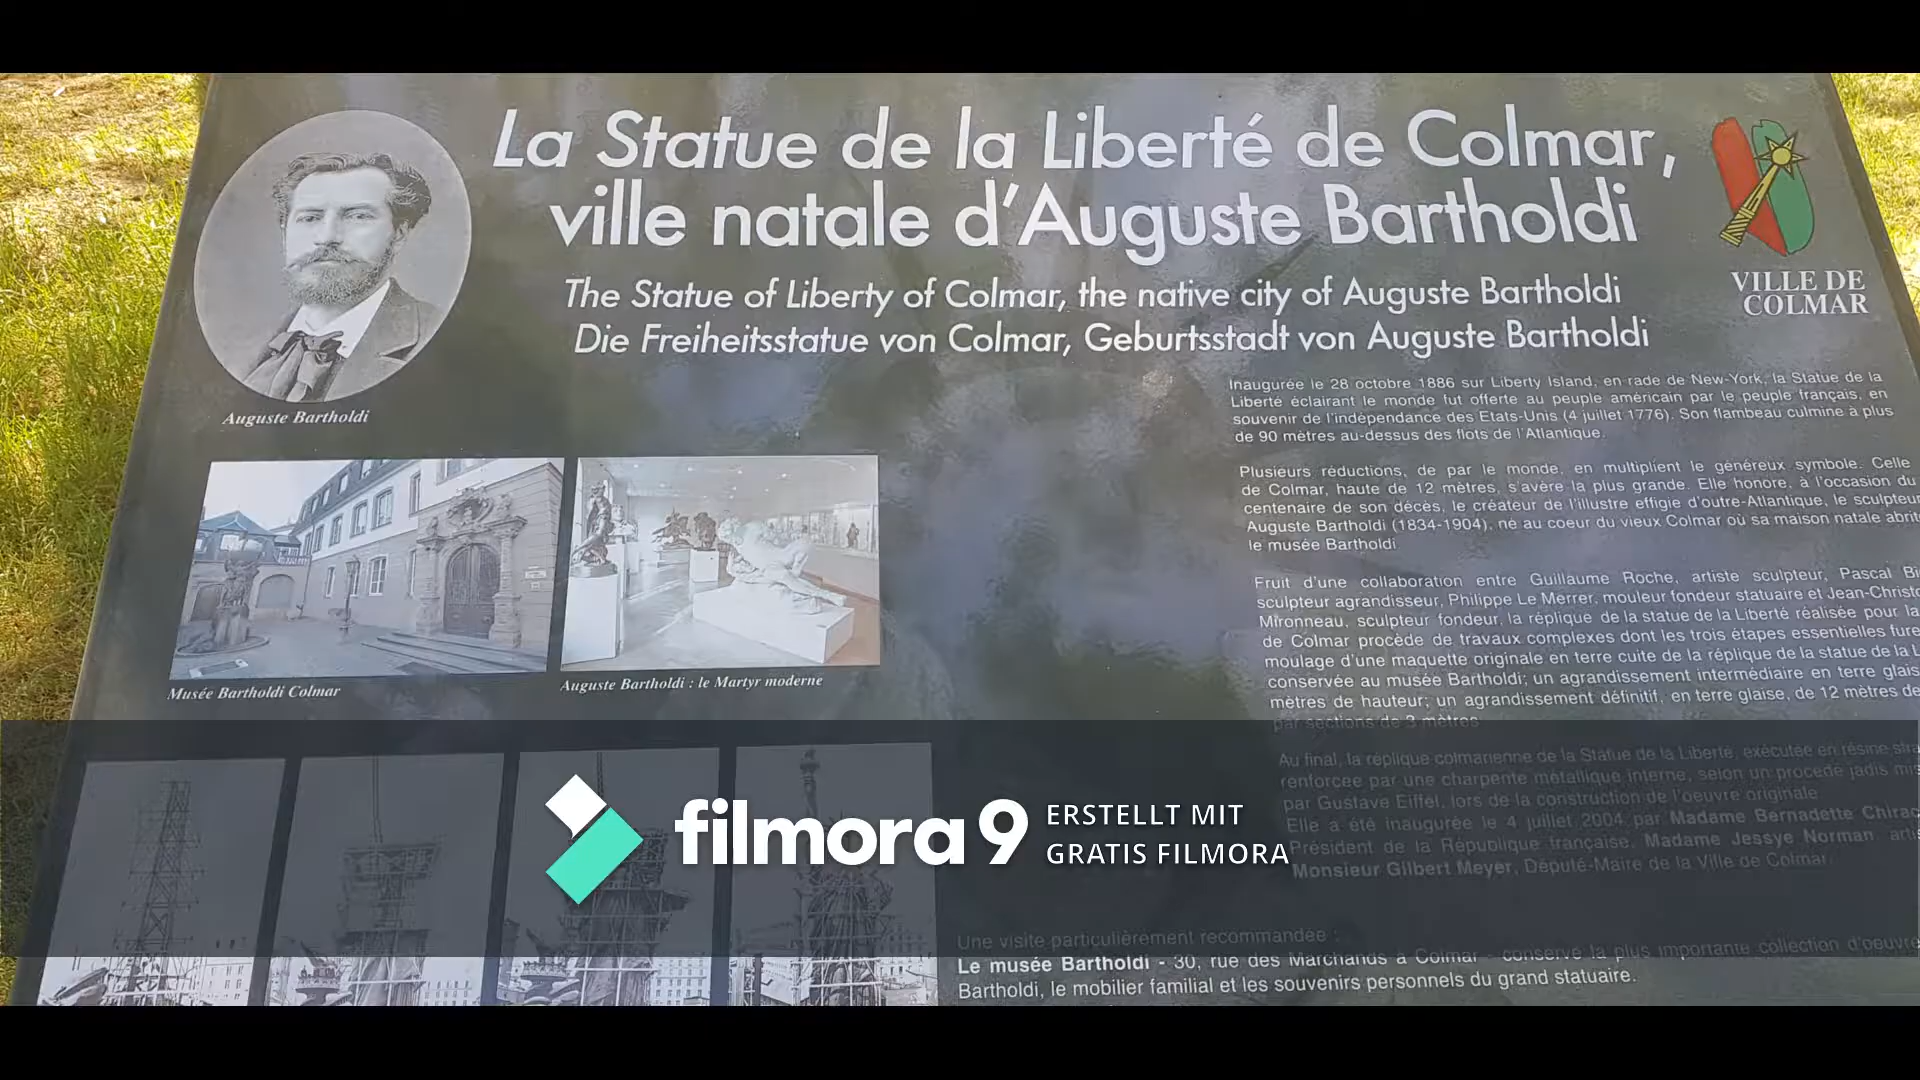 La Statue de la Liberté de Colmar,
ville natale d'Auguste Bartholdi
The Statue of Liberty of Colmar, the native city of Auguste Bartholdi
Die Freiheitsstatue von Colmar, Geburtsstadt von Auguste Bartholdi
VILLE DE
COLMAR
Auguste Bartholdi
Inaugurée le 28 octobre 1886 sur Liberty Island, en rade de New-York, la Statue de la
Liberté éclairant le monde fut offerte au peuple américain par le peuple français, en
souvenir de l'indépendance des Etats-Unis (4 juillet 1776). Son flambeau culmine à plus
de 90 mètres au-dessus des flots de l'Atlantique.
Plusieurs réductions, de par le monde, en multiplient le généreux symbole. Celle
de Colmar, haute de 12 mètres, s'avère la plus grande. Elle honore, à l'occasion du
centenaire de son décès, le créateur de l'illustre effigie d'outre-Atlantique, le sculpteur
Auguste Bartholdi (1834-1904), né au coeur du vieux Colmar où sa maison natale abrite
le musée Bartholdi
Fruit d'une collaboration entre Guillaume Roche, artiste sculpteur, Pascal
sculpteur agrandisseur, Philippe Le Merrer, mouleur fondeur statuaire et Jean-Christo
Mironneau, sculpteur fondeur, la réplique de la statue de la Liberté réalisée pour la
de Colmar procède de travaux complexes dont les trois étapes essentielles fure
moulage d'une maquette originale en terre cuite de la réplique de la statue de la L
conservée au musée Bartholdi; un agrandissement intermédiaire en terre glais
mètres de hauteur; un agrandissement définitif, en terre glaise, de 12 mètres de
par sections de 3 mètres
Musée Bartholdi Colmar
Auguste Bartholdi : le Martyr moderne
Au final, la réplique colmarienne de la Statue de la Liberté, exécutée en résine stra
renforcée par une charpente métallique interne, selon un procédé jadis mis
par Gustave Eiffel, lors de la construction de l'oeuvre originale
Elle a été inaugurée le 4 juillet 2004 par Madame Bernadette Chirac
Président de la République française, Madame Jessye Norman, arti
Monsieur Gilbert Meyer, Député-Maire de la Ville de Colmar.
filmora 9 ERSTELLT MIT
GRATIS FILMORA
Une visite particulièrement recommandée :
Le musée Bartholdi - 30, rue des Marchands à Colmar - conserve la plus importante collection d'oeuvre
Bartholdi, le mobilier familial et les souvenirs personnels du grand statuaire.